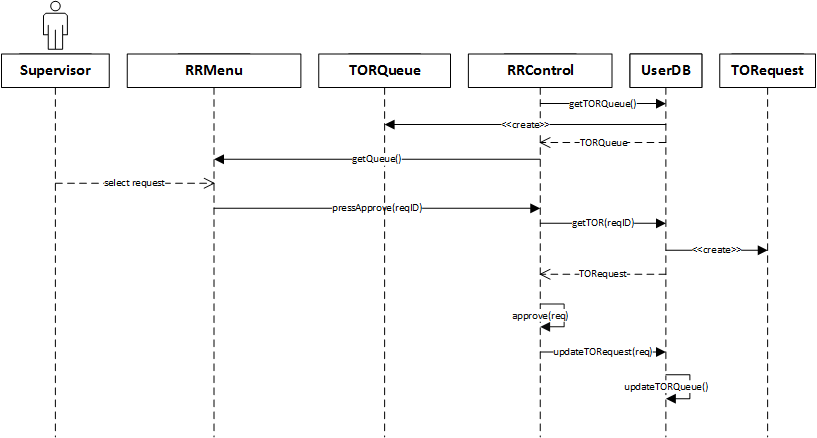 Supervisor
RRMenu
TORQueue
RRControl
UserDB
TORequest
getTORQueue()
<<create>>
TORQueue
getQueue()
select request
pressApprove(reqID)
getTOR(reqID)
<<create>>
TORequest
approve(req)
updateTORequest(req)
updateTORQueue()